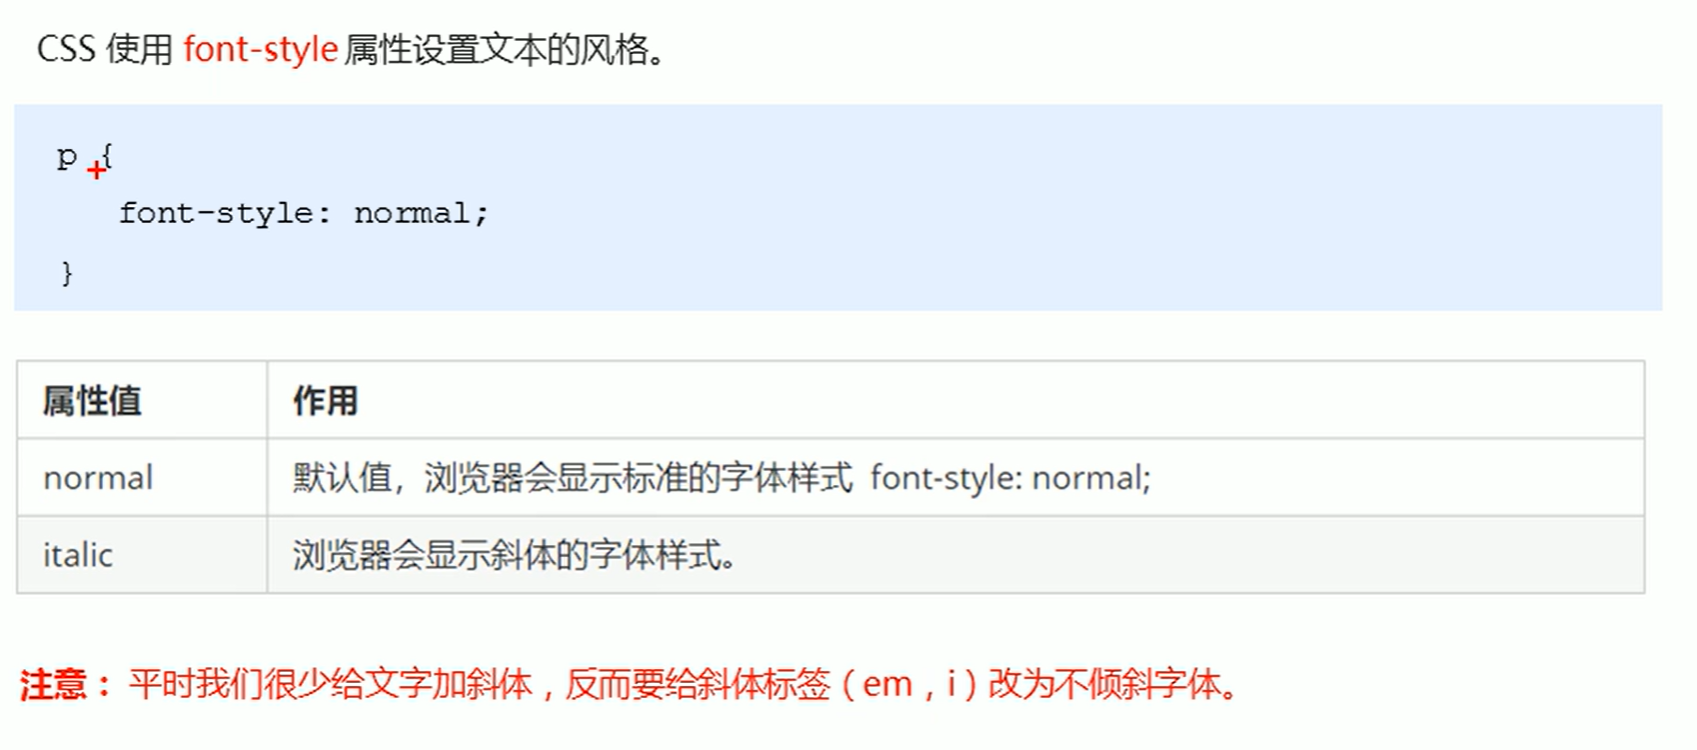 CSS 使用 font-style 属性设置文本的风格。
p {
font-style: normal;
}
属性值 作用
normal 默认值，浏览器会显示标准的字体样式 font-style: normal;
italic 浏览器会显示斜体的字体样式。
注意：平时我们很少给文字加斜体，反而要给斜体标签（em，i）改为不倾斜字体。